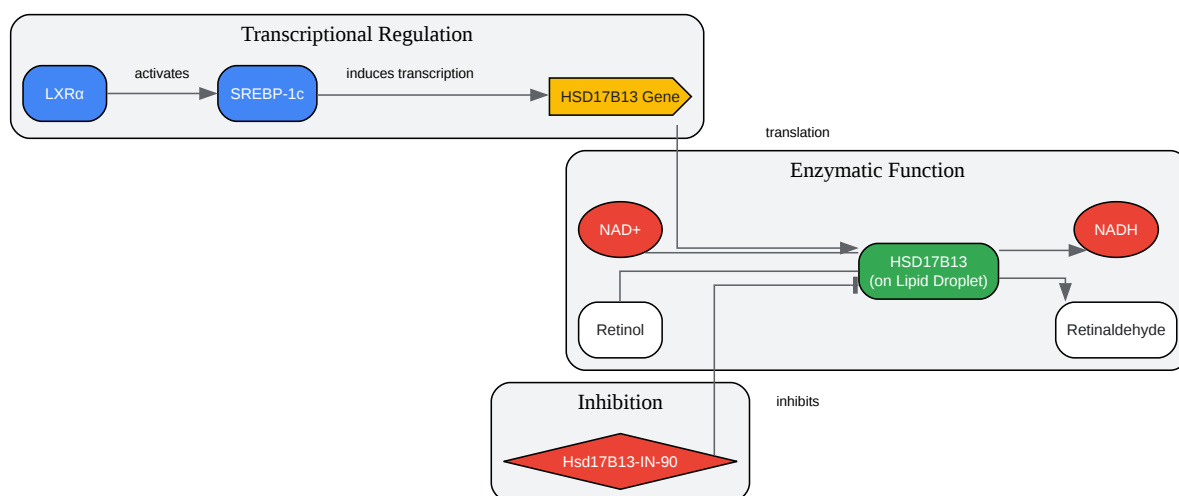 Transcriptional Regulation
LXRα
activates
SREBP-1c
induces transcription
HSD17B13 Gene
translation
Enzymatic Function
NAD+
NADH
HSD17B13
(on Lipid Droplet)
Retinol
Retinaldehyde
Inhibition
inhibits
Hsd17B13-IN-90